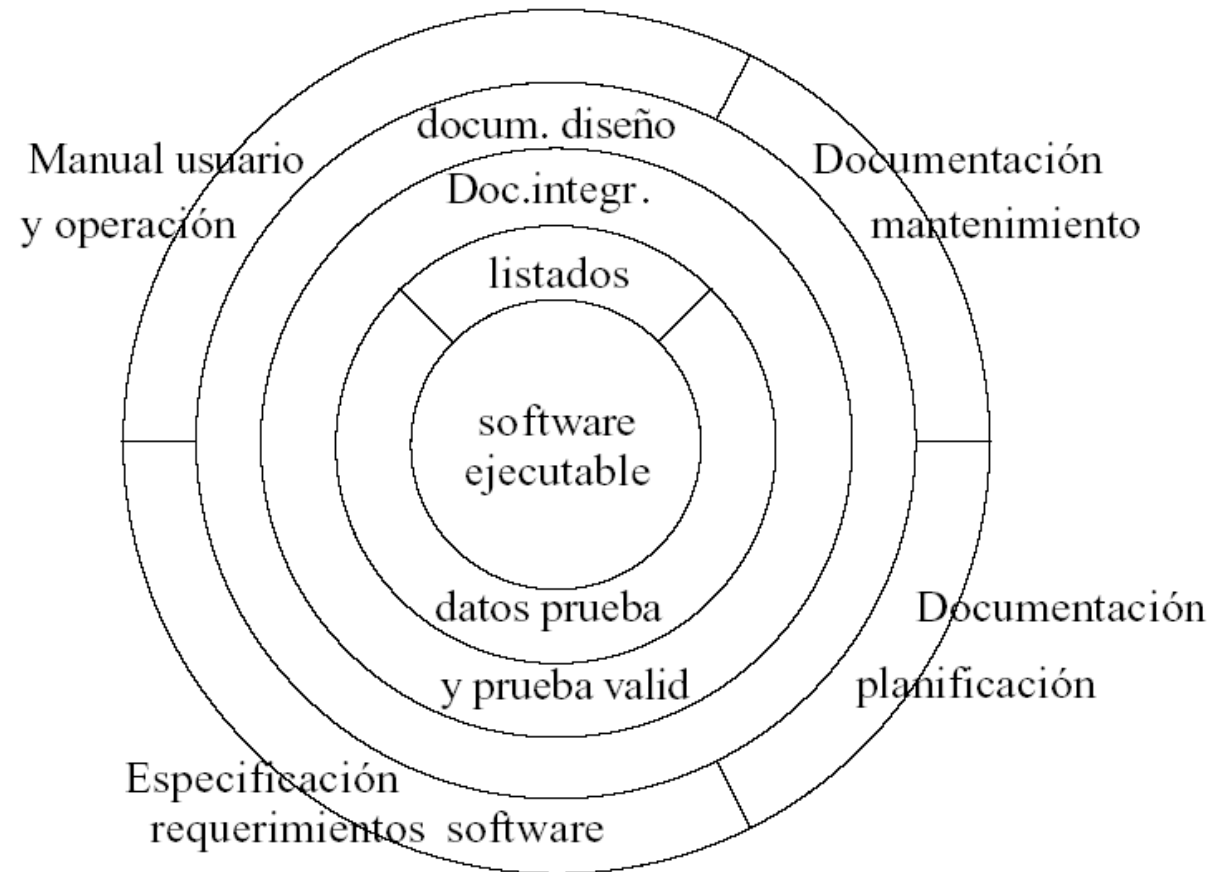 docum. diseño
Manual usuario
y operación
Documentación
mantenimiento
Doc.integr.
listados
software
ejecutable
datos prueba
y prueba valid
Documentación
planificación
Especificación
requerimientos software